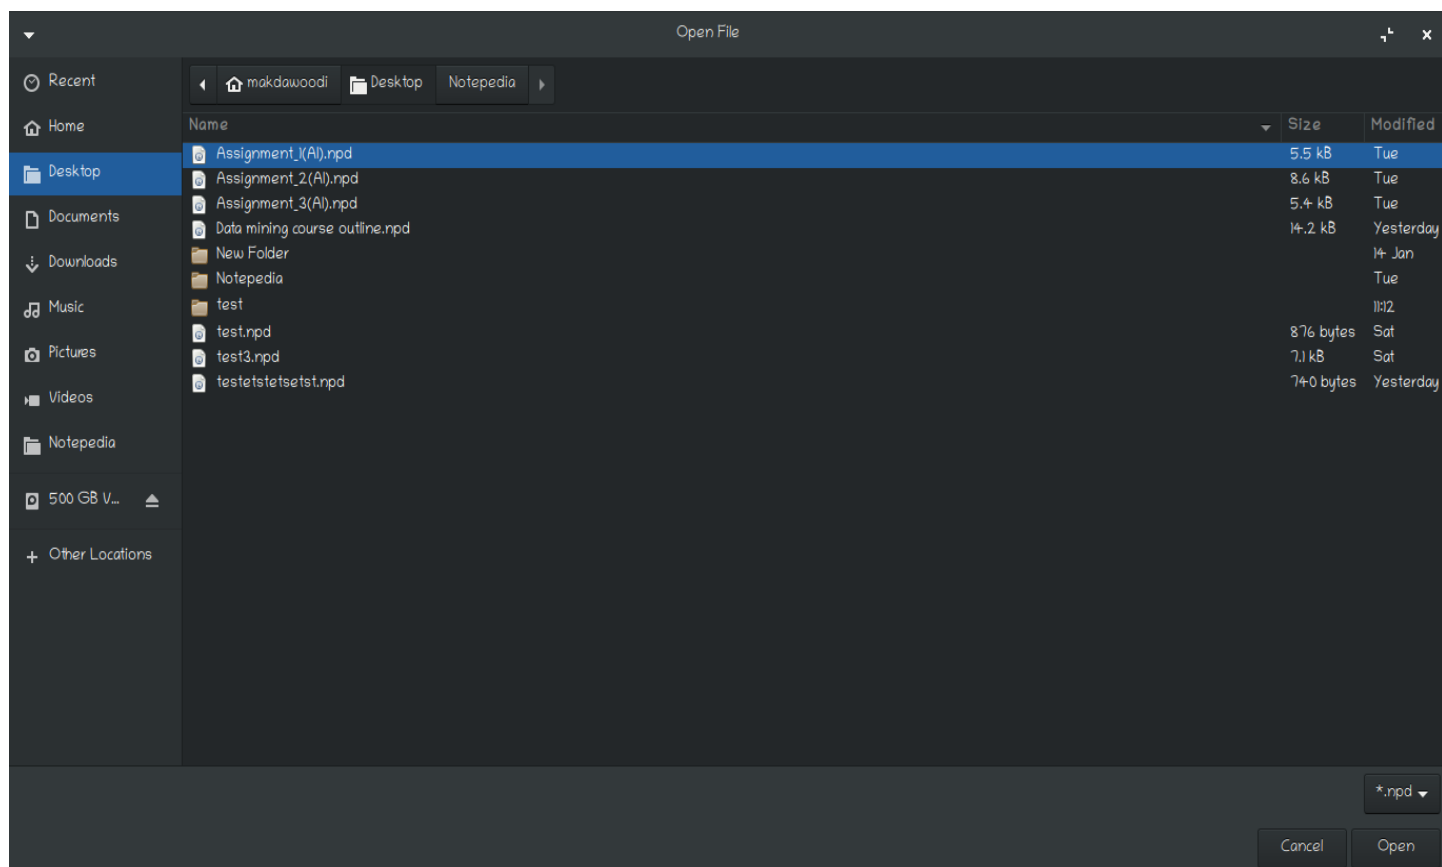 Open File
Recent
Home
Desktop
Documents
Downloads
Music
Pictures
Videos
Notepedia
500 GB V...
Other Locations
makdawoodi Desktop Notepedia
Name Size Modified
Assignment_1(AI).npd 5.5 kB Tue
Assignment_2(AI).npd 8.6 kB Tue
Assignment_3(AI).npd 5.4 kB Tue
Data mining course outline.npd 14.2 kB Yesterday
New Folder 14 Jan
Notepedia Tue
test 11:12
test.npd 876 bytes Sat
test3.npd 7.1 kB Sat
testetstetsetst.npd 740 bytes Yesterday
*.npd
Cancel Open